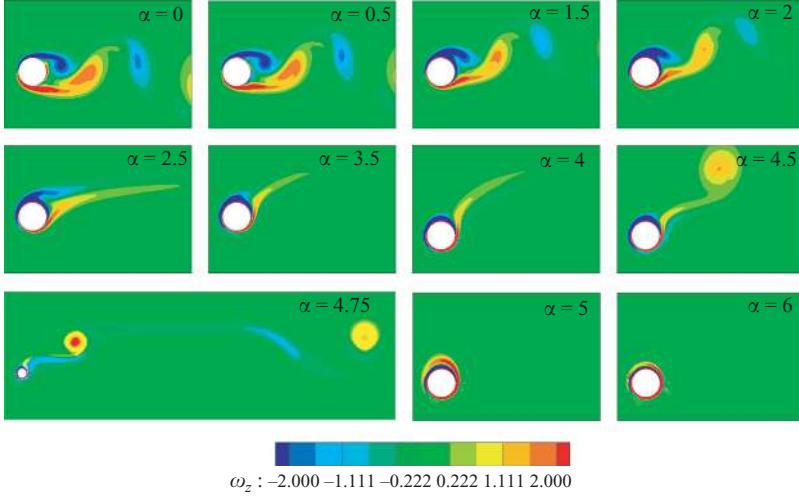 α = 0
α = 0.5
α = 1.5
α = 2
α = 2.5
α = 3.5
α = 4
α = 4.5
α = 4.75
α = 5
α = 6
ω_z : −2.000 −1.111 −0.222 0.222 1.111 2.000